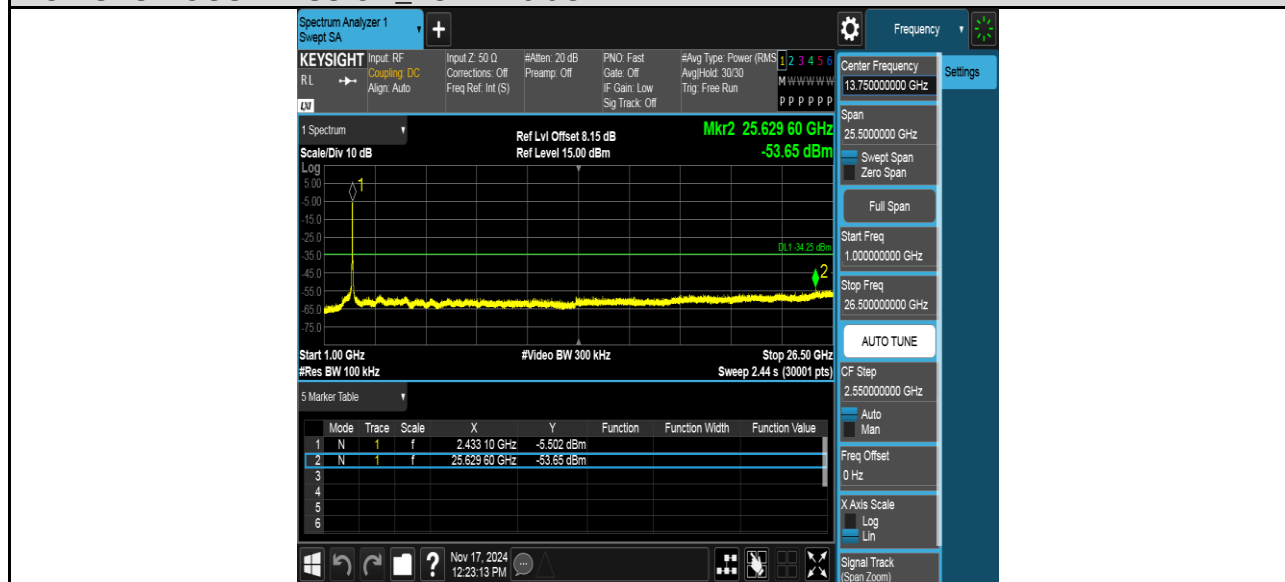 Spectrum Analyzer 1
Swept SA
+
Frequency
KEYSIGHT
Input: RF
Coupling: DC
Align: Auto
Input Z: 50 Ω
Corrections: Off
Freq Ref: Int (S)
#Atten: 20 dB
Preamp: Off
PNO: Fast
Gate: Off
IF Gain: Low
Sig Track: Off
#Avg Type: Power (RMS
Avg|Hold: 30/30
Trig: Free Run
1 2 3 4 5 6
M W W W W W
P P P P P P
RL
LXI
Center Frequency
13.750000000 GHz
Settings
Span
25.5000000 GHz
Swept Span
Zero Span
Full Span
Start Freq
1.000000000 GHz
Stop Freq
26.500000000 GHz
AUTO TUNE
CF Step
2.550000000 GHz
Auto
Man
Freq Offset
0 Hz
X Axis Scale
Log
Lin
Signal Track
(Span Zoom)
1 Spectrum
Ref Lvl Offset 8.15 dB
Mkr2 25.629 60 GHz
Scale/Div 10 dB
Ref Level 15.00 dBm
-53.65 dBm
Log
5.00
-5.00
-15.0
-25.0
-35.0
-45.0
-55.0
-65.0
-75.0
1
DL1 -34.25 dBm
2
Start 1.00 GHz
#Video BW 300 kHz
Stop 26.50 GHz
#Res BW 100 kHz
Sweep 2.44 s (30001 pts)
5 Marker Table
Mode Trace Scale X Y Function Function Width Function Value
1 N 1 f 2.433 10 GHz -5.502 dBm
2 N 1 f 25.629 60 GHz -53.65 dBm
3
4
5
6
?
Nov 17, 2024
12:23:13 PM